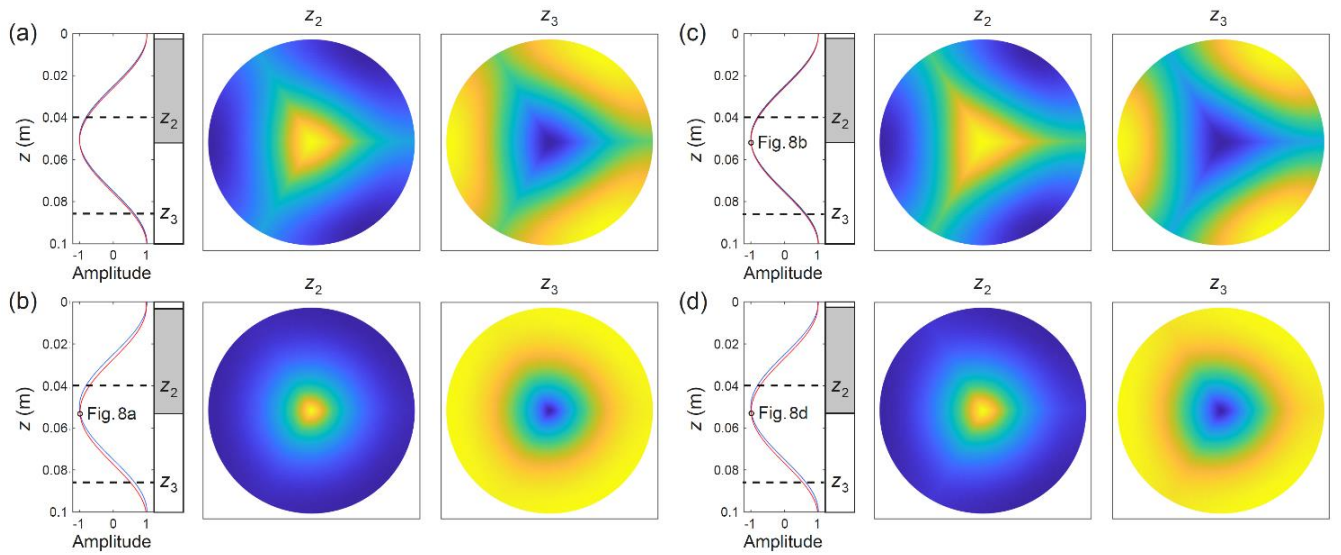 (a)
z2
z3
0
0.02
0.04
0.06
0.08
0.1
z (m)
z2
z3
-1 0 1
Amplitude
(c)
z2
z3
0
0.02
0.04
0.06
0.08
0.1
z (m)
z2
Fig. 8b
z3
-1 0 1
Amplitude
(b)
z2
z3
0
0.02
0.04
0.06
0.08
0.1
z (m)
z2
Fig. 8a
z3
-1 0 1
Amplitude
(d)
z2
z3
0
0.02
0.04
0.06
0.08
0.1
z (m)
z2
Fig. 8d
z3
-1 0 1
Amplitude